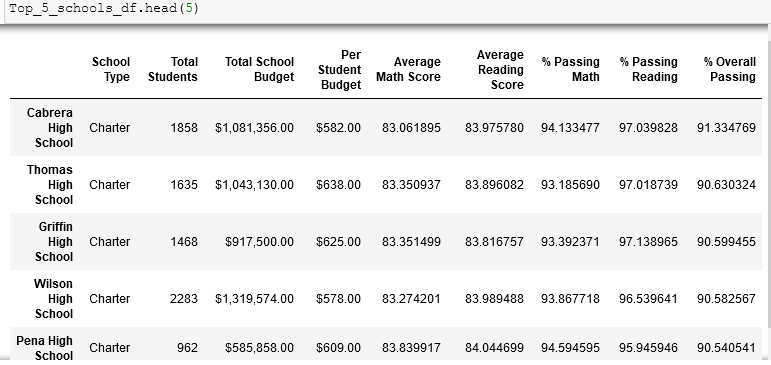 Top_5_schools_df.head(5)
School Type Total Students Total School Budget Per Student Budget Average Math Score Average Reading Score % Passing Math % Passing Reading % Overall Passing
Cabrera High School Charter 1858 $1,081,356.00 $582.00 83.061895 83.975780 94.133477 97.039828 91.334769
Thomas High School Charter 1635 $1,043,130.00 $638.00 83.350937 83.896082 93.185690 97.018739 90.630324
Griffin High School Charter 1468 $917,500.00 $625.00 83.351499 83.816757 93.392371 97.138965 90.599455
Wilson High School Charter 2283 $1,319,574.00 $578.00 83.274201 83.989488 93.867718 96.539641 90.582567
Pena High School Charter 962 $585,858.00 $609.00 83.839917 84.044699 94.594595 95.945946 90.540541